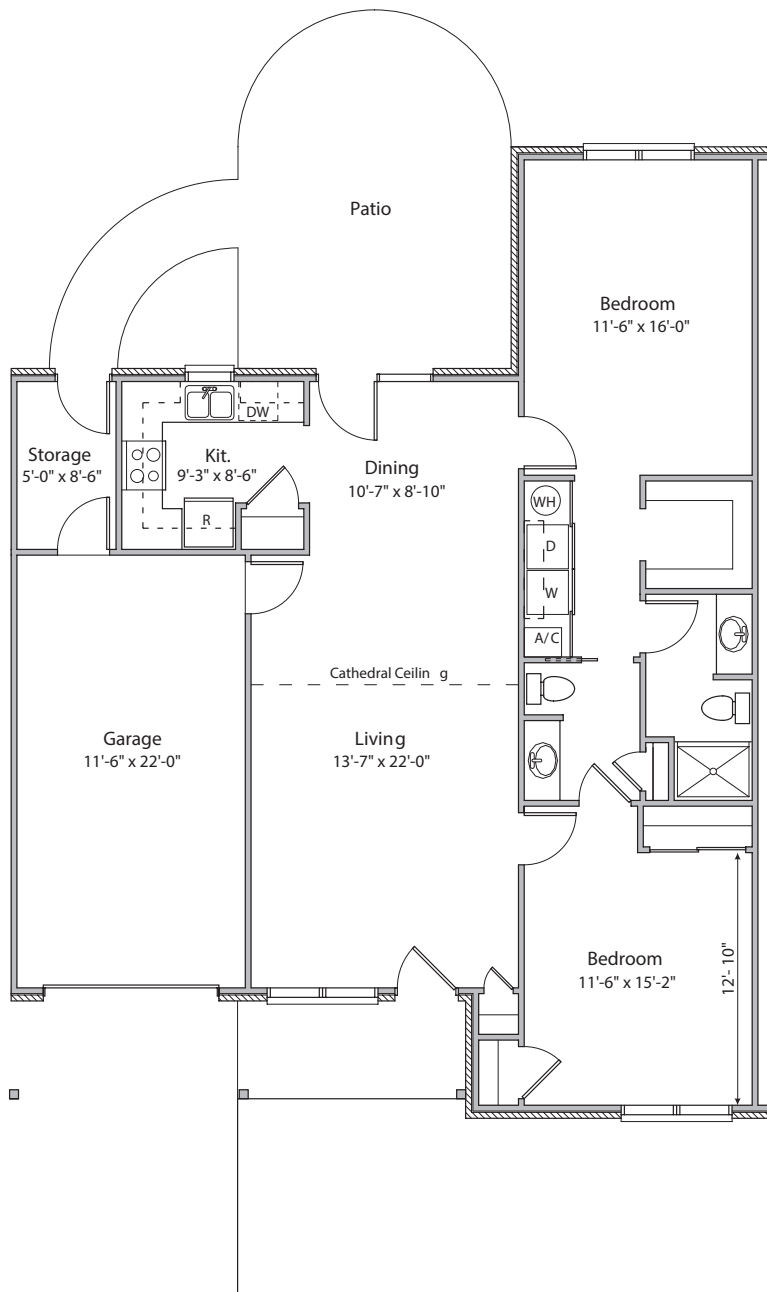 Patio
Bedroom
11'-6" x 16'-0"
DW
Storage
5'-0" x 8'-6"
Kit.
9'-3" x 8'-6"
Dining
10'-7" x 8'-10"
R
WH
D
W
A/C
Cathedral Ceilin g
Garage
11'-6" x 22'-0"
Living
13'-7" x 22'-0"
Bedroom
11'-6" x 15'-2"
12'- 10"